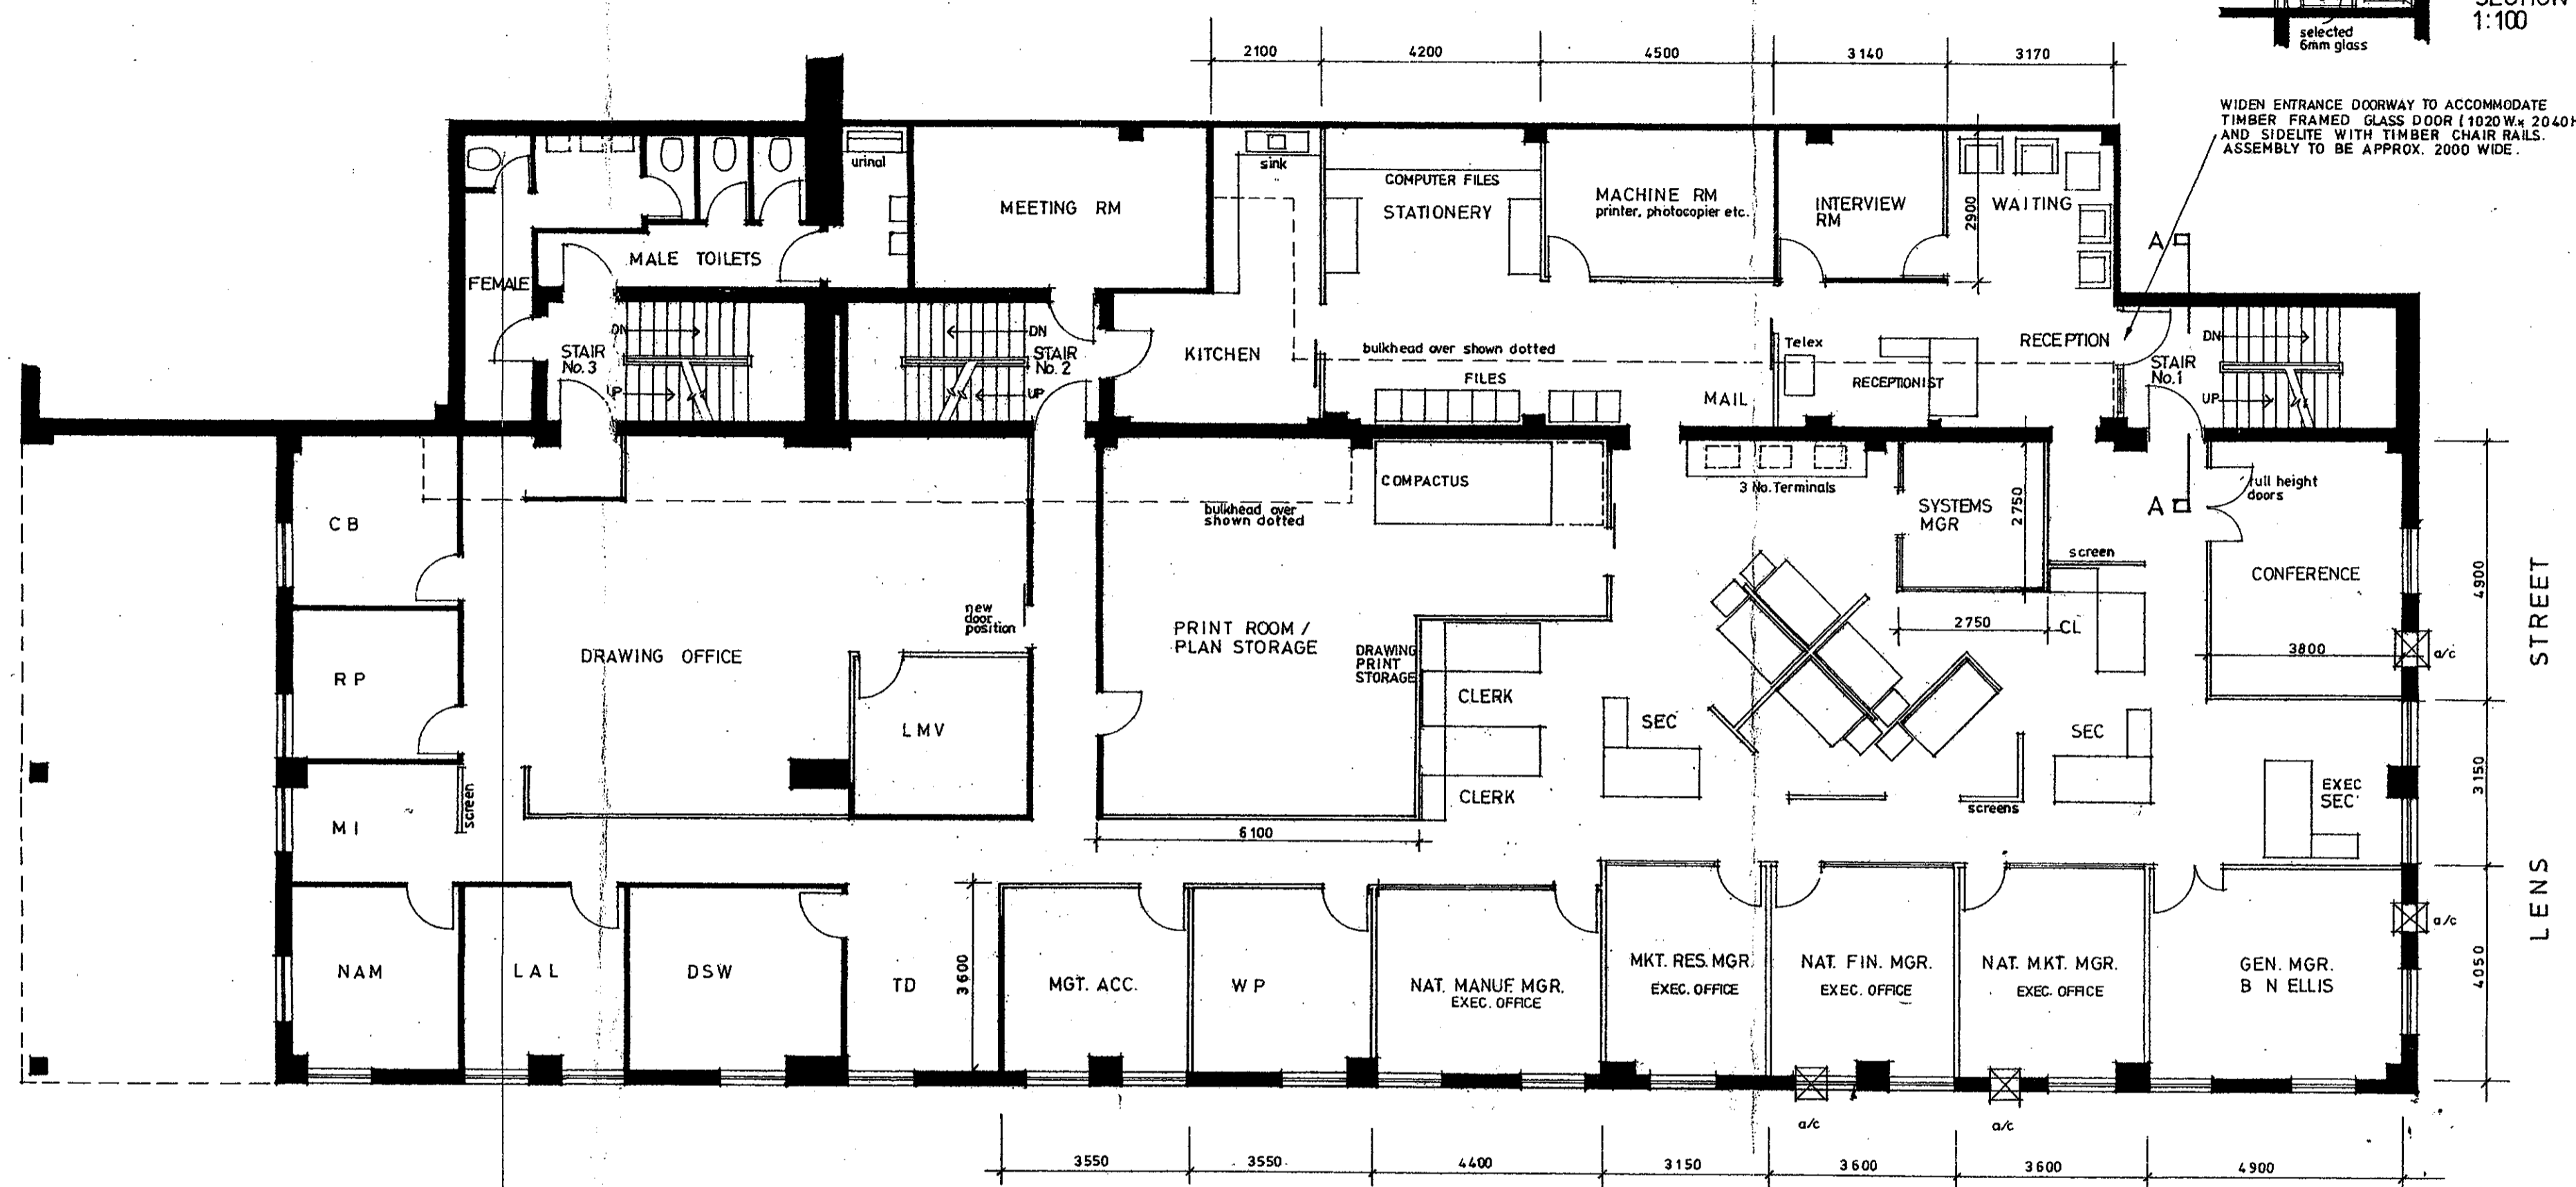 SECTION
1:100
selected
6mm glass
2100
4200
4500
3140
3170
WIDEN ENTRANCE DOORWAY TO ACCOMMODATE
TIMBER FRAMED GLASS DOOR (1020 W.x 2040H
AND SIDELITE WITH TIMBER CHAIR RAILS.
ASSEMBLY TO BE APPROX. 2000 WIDE.
urinal
sink
MEETING RM
COMPUTER FILES
STATIONERY
MACHINE RM
printer, photocopier etc.
INTERVIEW
RM
2900
WAITING
A
MALE TOILETS
FEMALE
DN
STAIR
No.3
UP
DN
STAIR
No.2
UP
KITCHEN
bulkhead over shown dotted
FILES
MAIL
Telex
RECEPTIONIST
RECEPTION
STAIR
No.1
DN
UP
CB
bulkhead over
shown dotted
COMPACTUS
3 No. Terminals
SYSTEMS
MGR
2750
A
full height
doors
screen
CONFERENCE
4900
STREET
new
door
position
DRAWING OFFICE
PRINT ROOM /
PLAN STORAGE
DRAWING
PRINT
STORAGE
2750
CL
3800
a/c
RP
LMV
CLERK
SEC
SEC
MI
screen
CLERK
screens
EXEC
SEC
3150
6100
LENS
a/c
NAM
LAL
DSW
TD
3600
MGT. ACC.
WP
NAT. MANUF. MGR.
EXEC. OFFICE
MKT. RES. MGR.
EXEC. OFFICE
NAT. FIN. MGR.
EXEC. OFFICE
NAT. MKT. MGR.
EXEC. OFFICE
GEN. MGR.
B N ELLIS
4050
a/c
a/c
3550
3550
4400
3150
3600
3600
4900